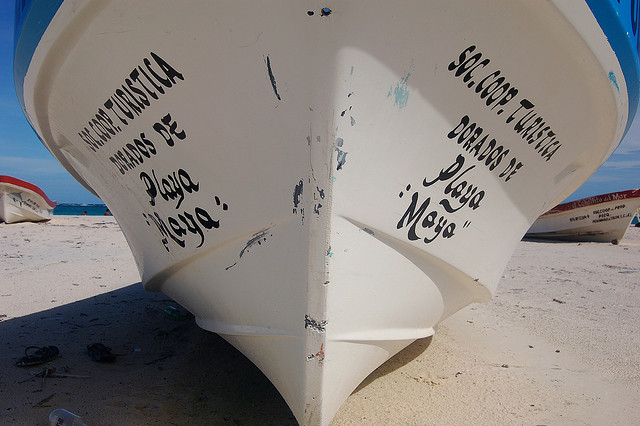 SOC. COOP. TURISTICA
DORADOS DE
Playa
"Maya"
SOC. COOP. TURISTICA
DORADOS DE
Playa
"Maya"